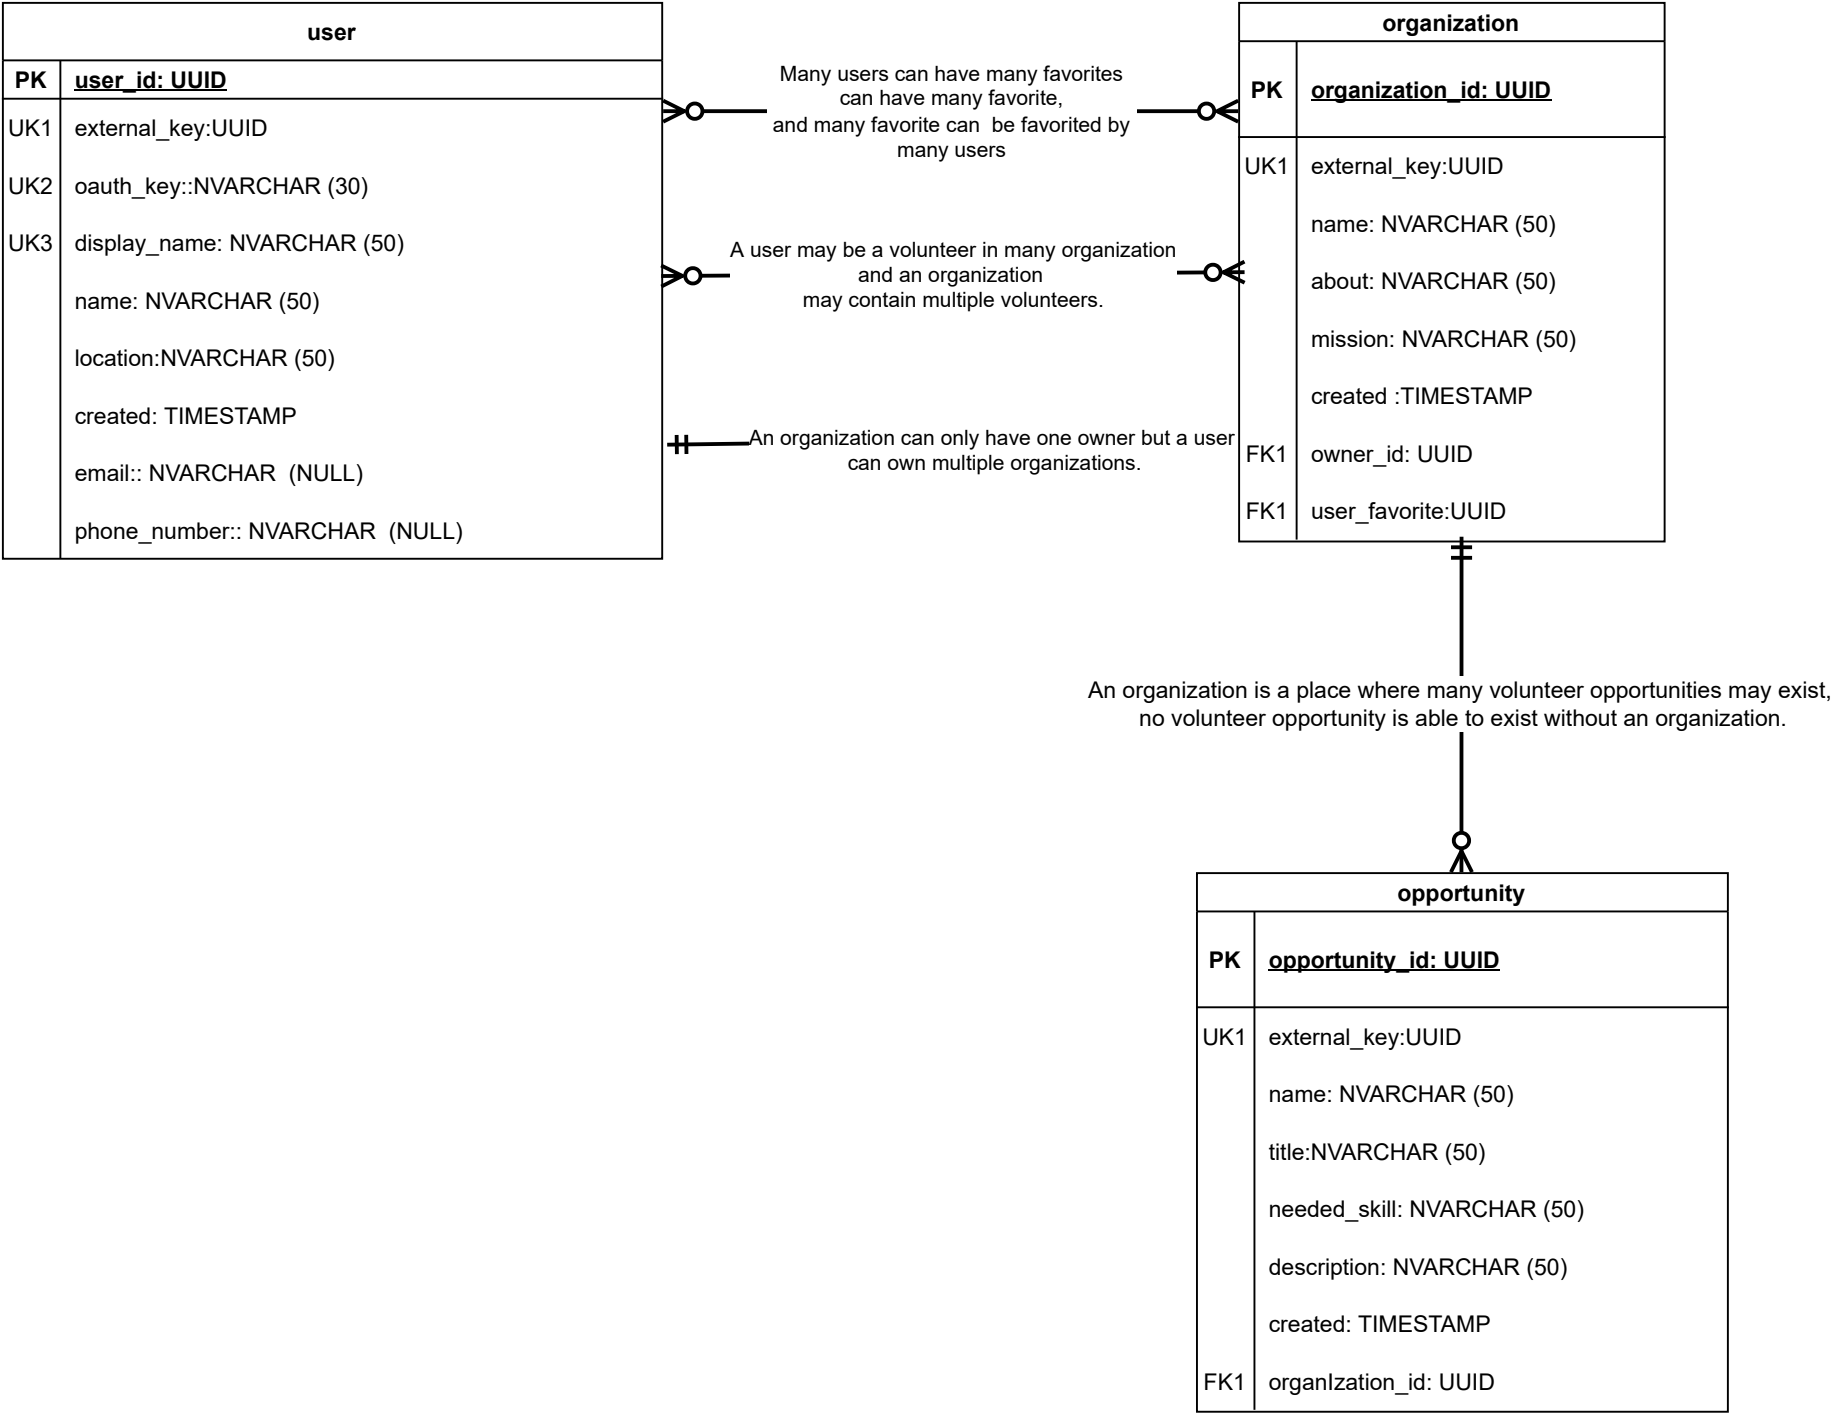 user
PK user_id: UUID
UK1 external_key:UUID
UK2 oauth_key::NVARCHAR (30)
UK3 display_name: NVARCHAR (50)
name: NVARCHAR (50)
location:NVARCHAR (50)
created: TIMESTAMP
email:: NVARCHAR  (NULL)
phone_number:: NVARCHAR  (NULL)
Many users can have many favorites
can have many favorite,
and many favorite can  be favorited by
many users
A user may be a volunteer in many organization
and an organization
may contain multiple volunteers.
An organization can only have one owner but a user
can own multiple organizations.
organization
PK organization_id: UUID
UK1 external_key:UUID
name: NVARCHAR (50)
about: NVARCHAR (50)
mission: NVARCHAR (50)
created :TIMESTAMP
FK1 owner_id: UUID
FK1 user_favorite:UUID
An organization is a place where many volunteer opportunities may exist,
no volunteer opportunity is able to exist without an organization.
opportunity
PK opportunity_id: UUID
UK1 external_key:UUID
name: NVARCHAR (50)
title:NVARCHAR (50)
needed_skill: NVARCHAR (50)
description: NVARCHAR (50)
created: TIMESTAMP
FK1 organIzation_id: UUID